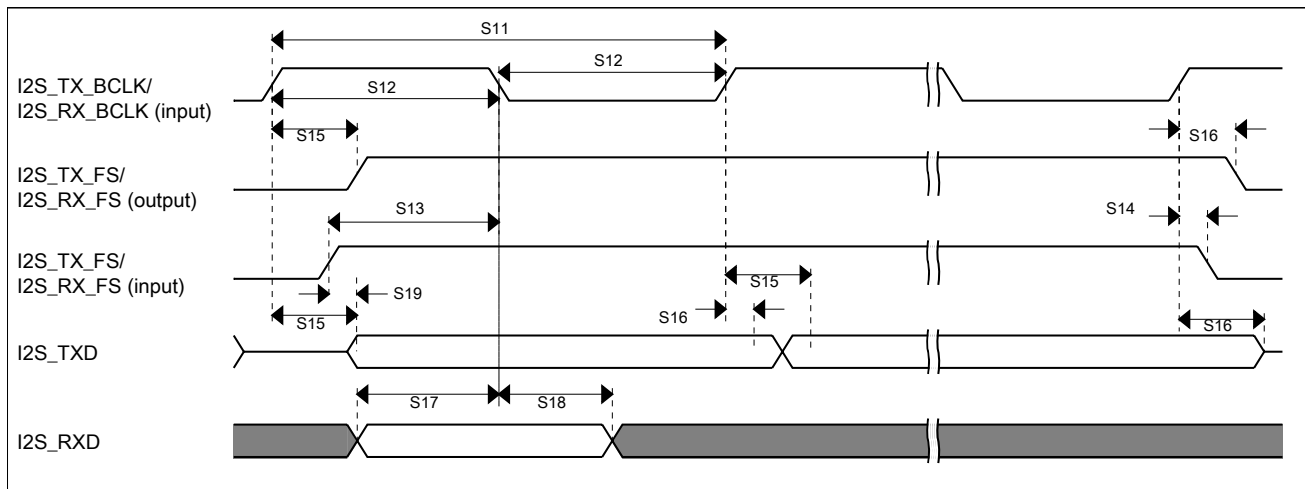 S11
S12
I2S_TX_BCLK/
I2S_RX_BCLK (input)
S12
S15
S16
I2S_TX_FS/
I2S_RX_FS (output)
S13
S14
I2S_TX_FS/
I2S_RX_FS (input)
S15
S19
S15
S16
S16
I2S_TXD
S17
S18
I2S_RXD